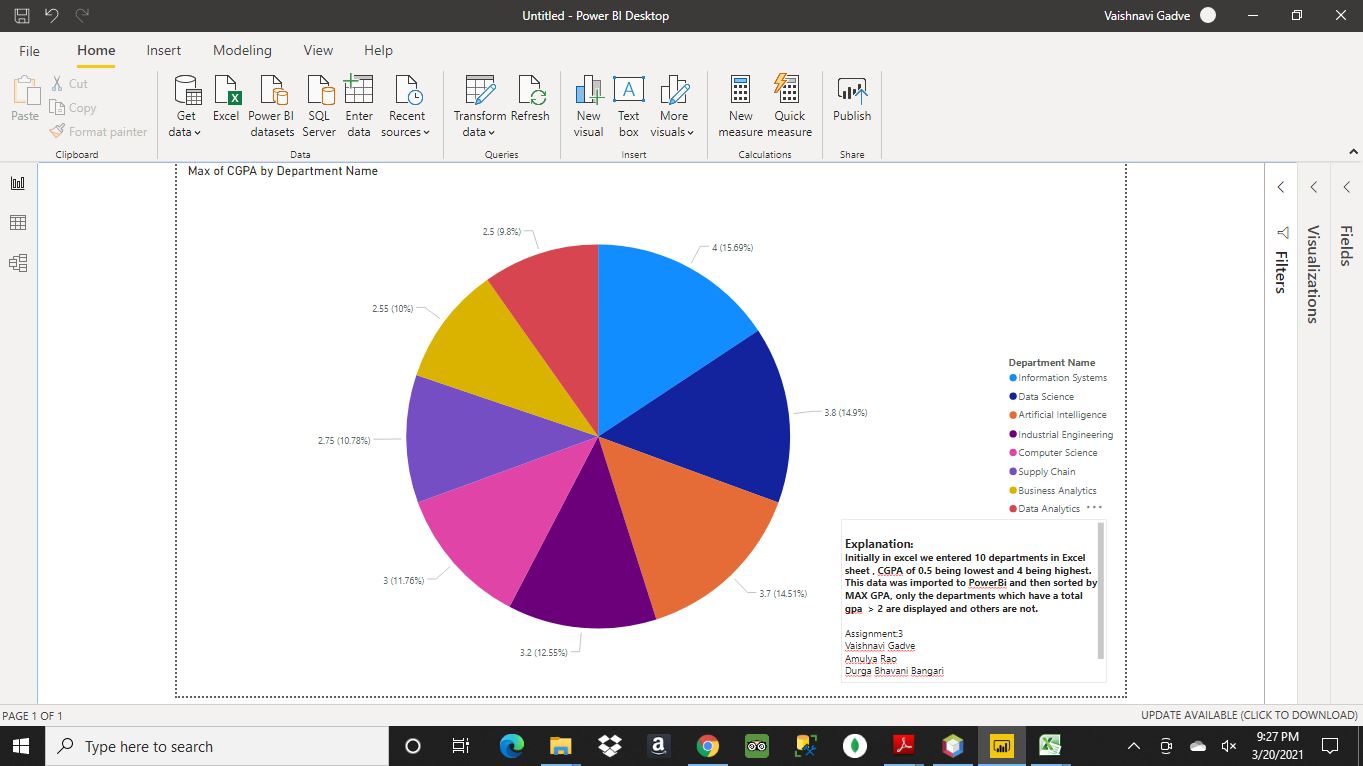 Untitled - Power BI Desktop
Vaishnavi Gadve
File Home Insert Modeling View Help
Paste
Cut
Copy
Format painter
Clipboard
Get data
Excel
Power BI datasets
SQL Server
Enter data
Recent sources
Data
Transform data
Refresh
Queries
New visual
Text box
More visuals
Insert
New measure
Quick measure
Calculations
Publish
Share
Max of CGPA by Department Name
2.5 (9.8%)
4 (15.69%)
2.55 (10%)
3.8 (14.9%)
2.75 (10.78%)
3 (11.76%)
3.7 (14.51%)
3.2 (12.55%)
Department Name
Information Systems
Data Science
Artificial Intelligence
Industrial Engineering
Computer Science
Supply Chain
Business Analytics
Data Analytics
Explanation:
Initially in excel we entered 10 departments in Excel
sheet , CGPA of 0.5 being lowest and 4 being highest.
This data was imported to PowerBi and then sorted by
MAX GPA, only the departments which have a total
gpa > 2 are displayed and others are not.
Assignment:3
Vaishnavi Gadve
Amulya Rao
Durga Bhavani Bangari
Filters
Visualizations
Fields
PAGE 1 OF 1
UPDATE AVAILABLE (CLICK TO DOWNLOAD)
Type here to search
9:27 PM
3/20/2021